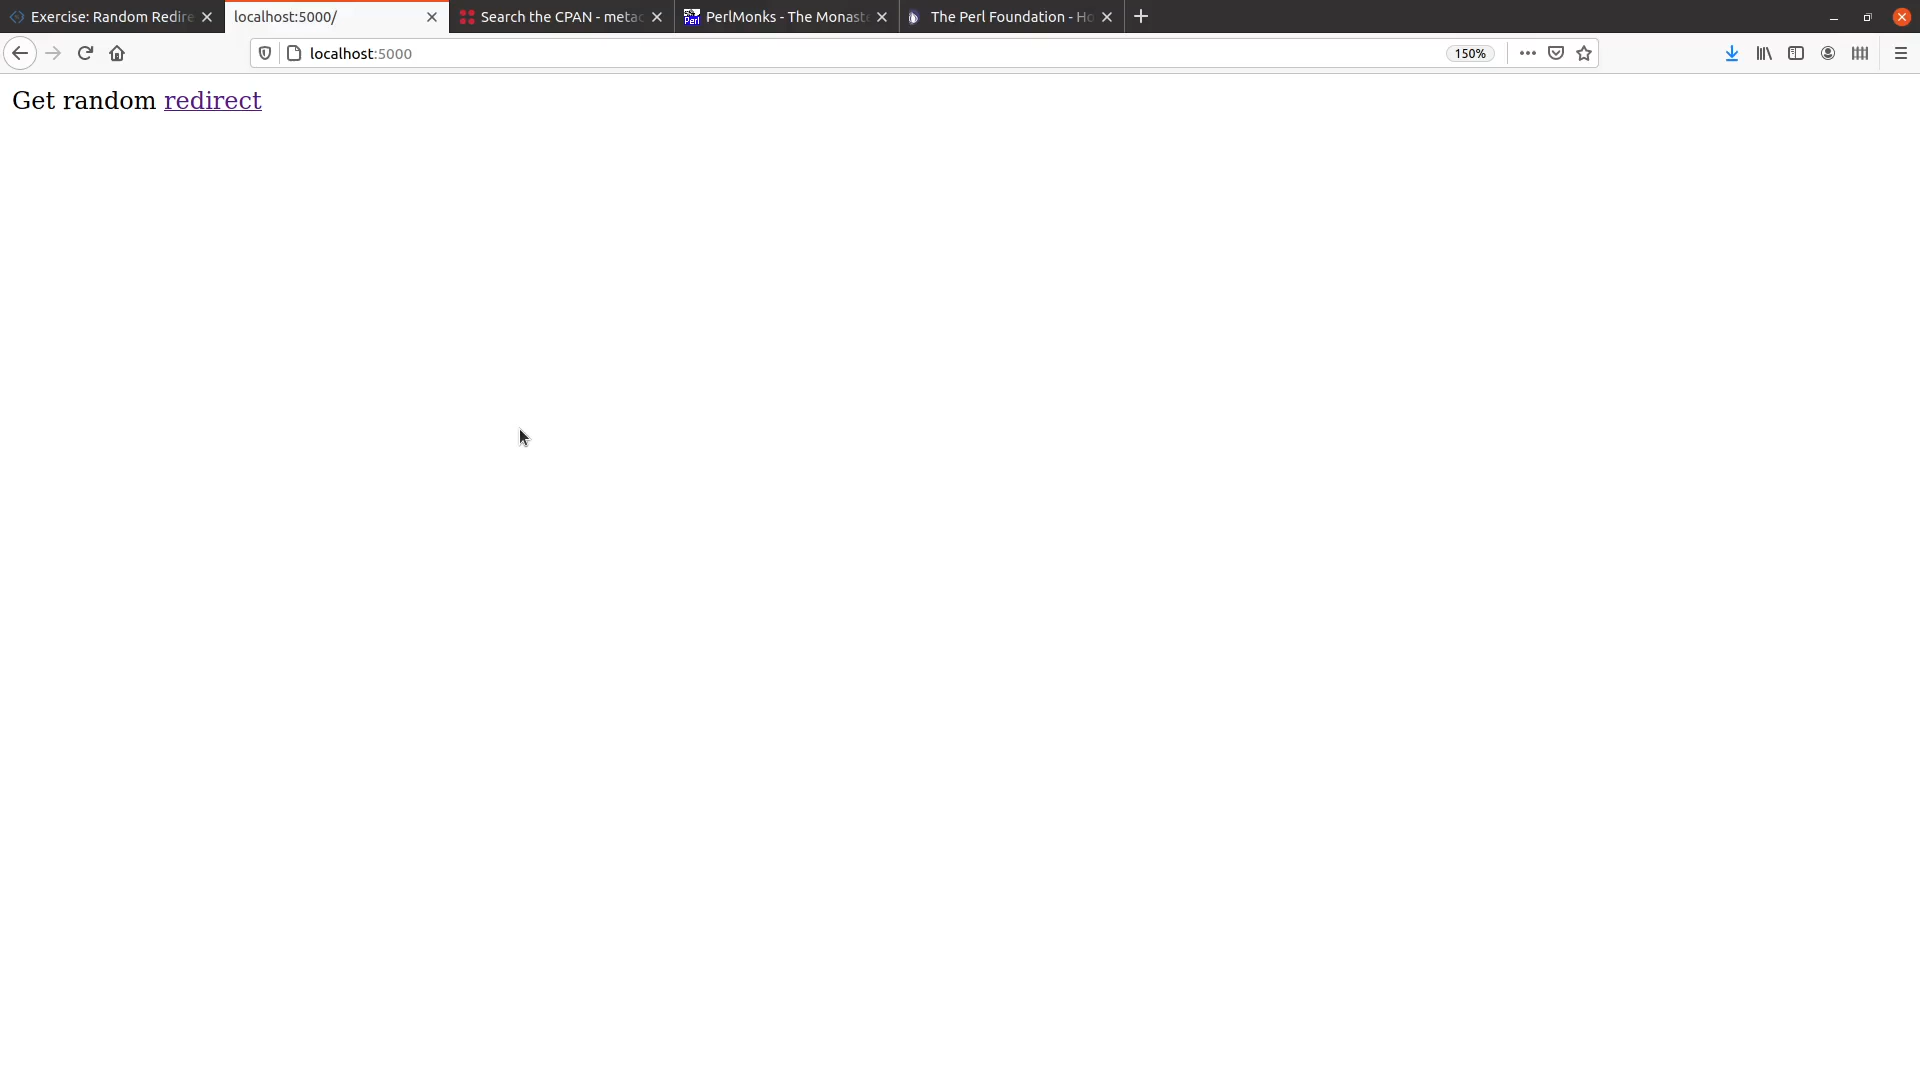 Exercise: Random Redire
localhost:5000/
Search the CPAN - metac
PerlMonks - The Monast
The Perl Foundation - Ho
localhost:5000
150%
Get random redirect